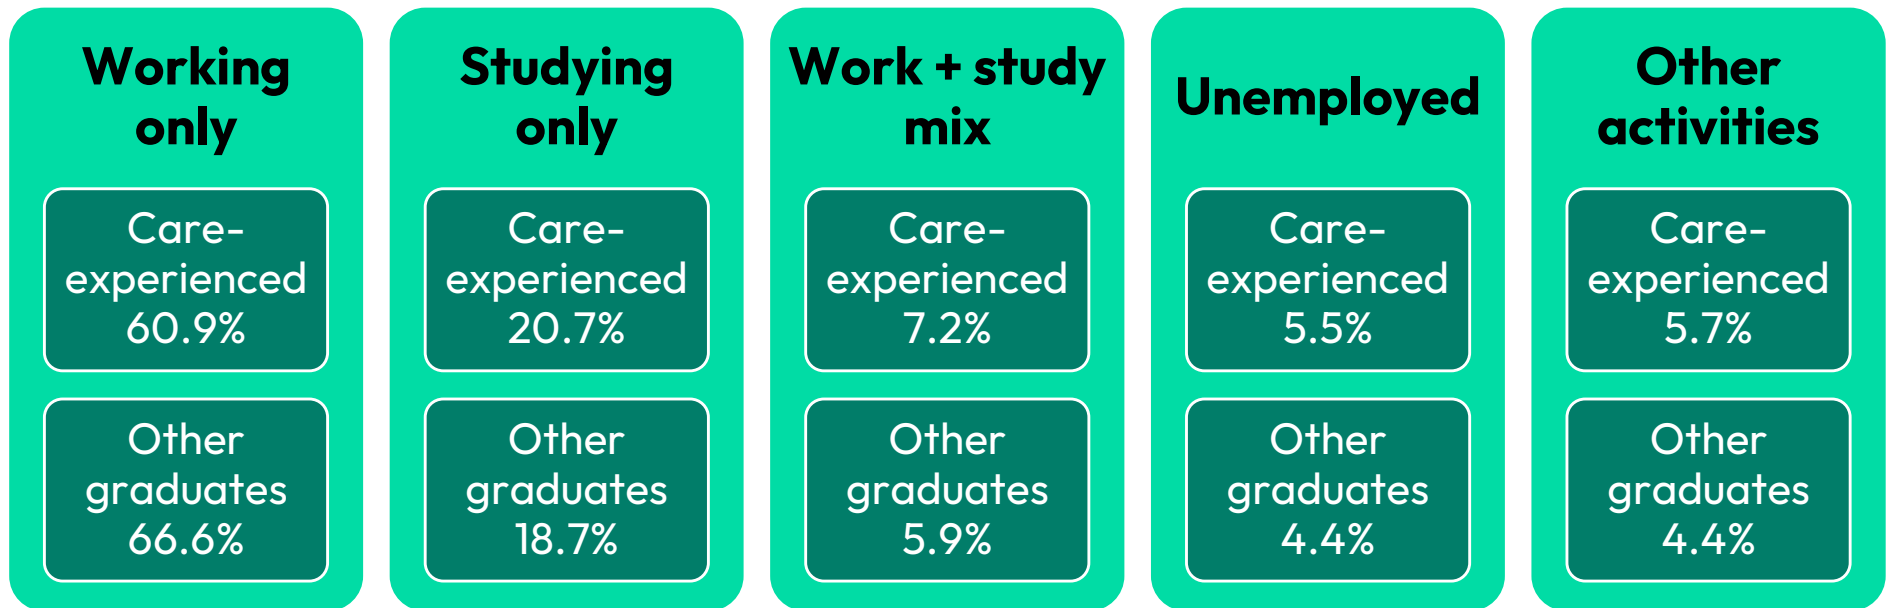 Working
only
Care-
experienced
60.9%
Other
graduates
66.6%
Studying
only
Care-
experienced
20.7%
Other
graduates
18.7%
Work + study
mix
Care-
experienced
7.2%
Other
graduates
5.9%
Unemployed
Care-
experienced
5.5%
Other
graduates
4.4%
Other
activities
Care-
experienced
5.7%
Other
graduates
4.4%